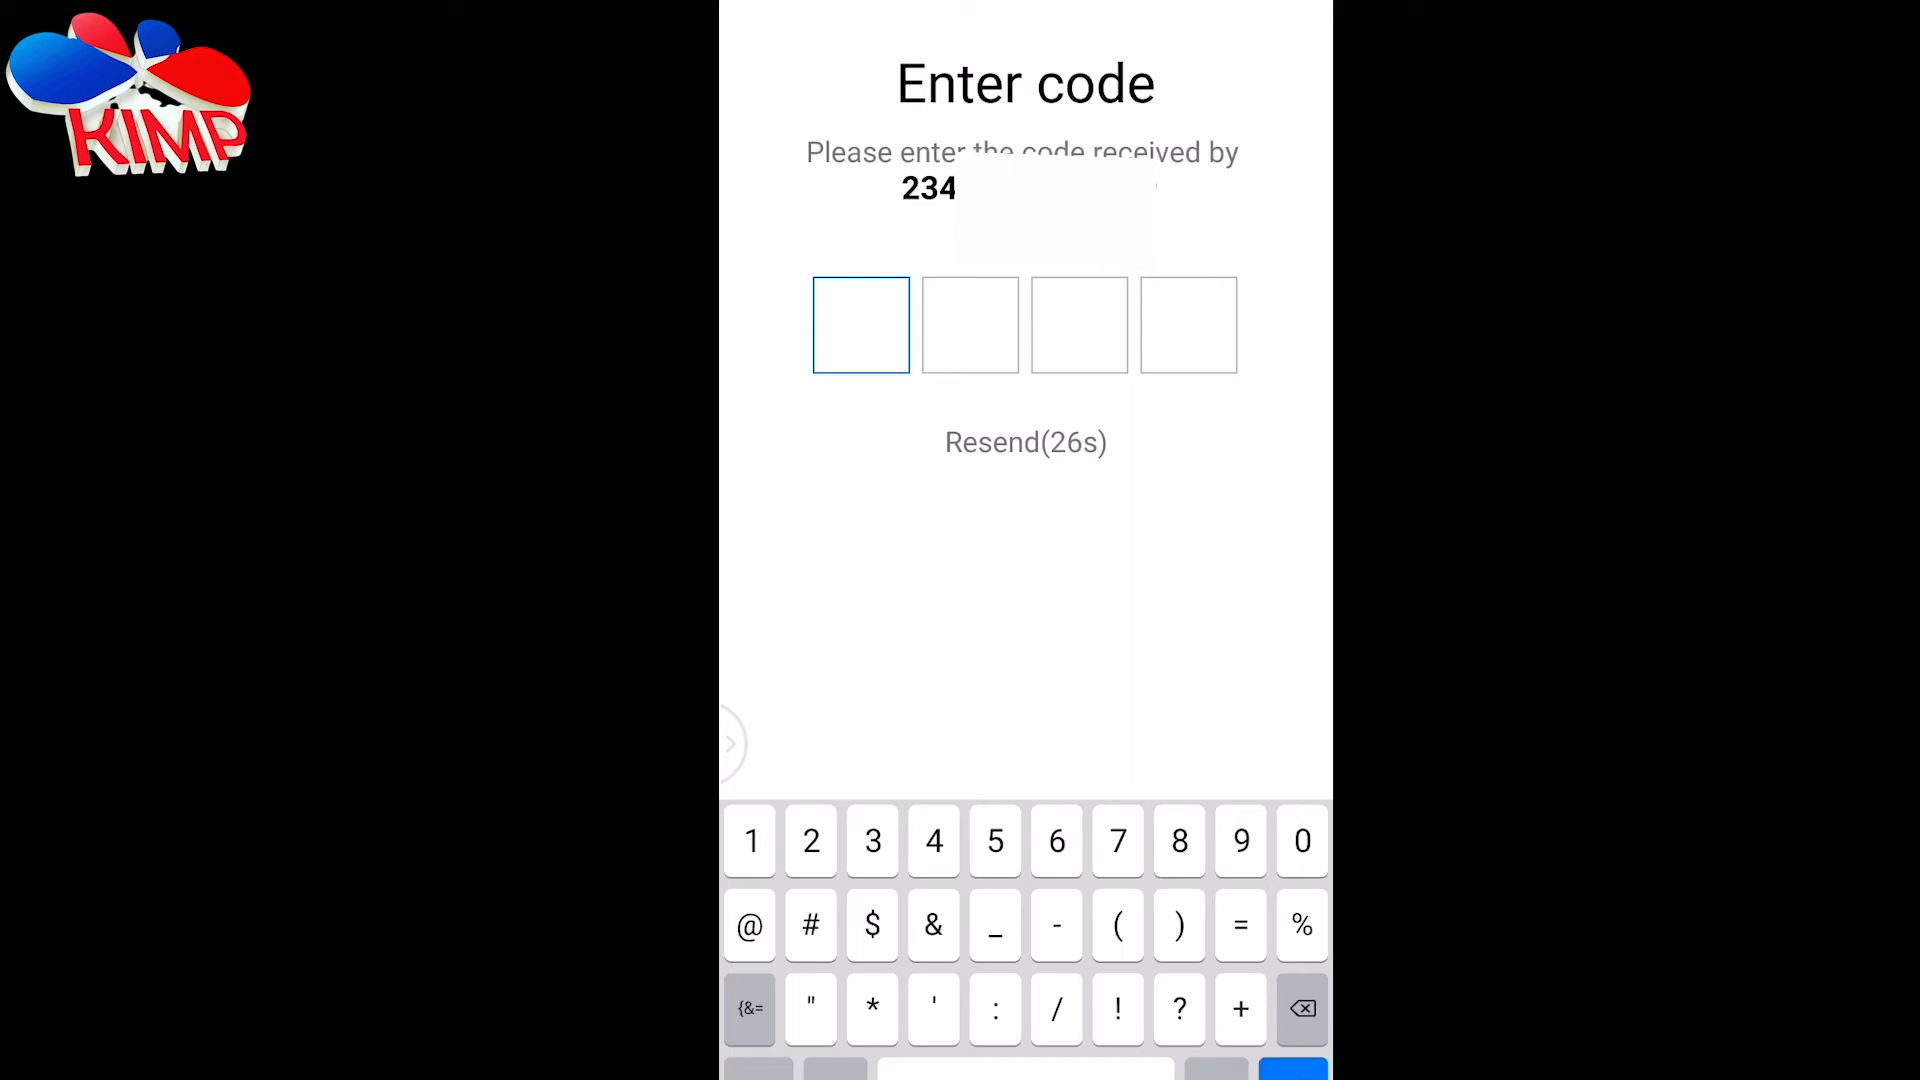 KIMP
Enter code
Please enter the code received by
234
Resend(26s)
1 2 3 4 5 6 7 8 9 0
@ # $ & _ - ( ) = %
{&= " * ' : / ! ? +